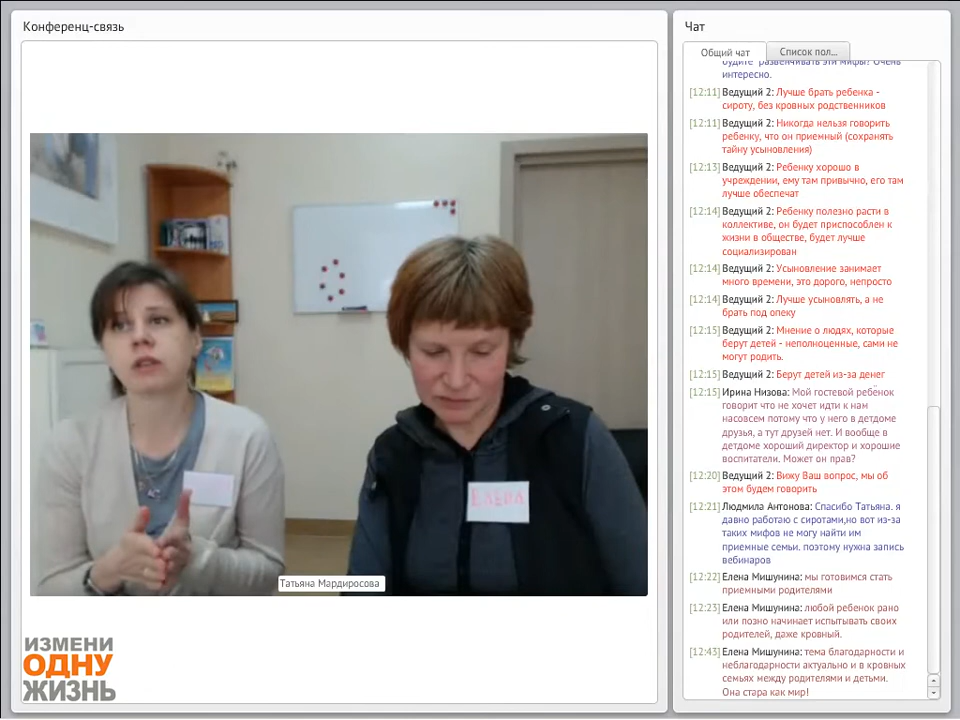 Конференц-связь
ЕЛЕНА
Татьяна Мардиросова
ИЗМЕНИ
ОДНУ
ЖИЗНЬ
Чат
Общий чат
Список пол...
будите развенчивать эти мифы! Очень
интересно.
[12:11] Ведущий 2: Лучше брать ребенка -
сироту, без кровных родственников
[12:11] Ведущий 2: Никогда нельзя говорить
ребенку, что он приемный (сохранять
тайну усыновления)
[12:13] Ведущий 2: Ребенку хорошо в
учреждении, ему там привычно, его там
лучше обеспечат
[12:14] Ведущий 2: Ребенку полезно расти в
коллективе, он будет приспособлен к
жизни в обществе, будет лучше
социализирован
[12:14] Ведущий 2: Усыновление занимает
много времени, это дорого, непросто
[12:14] Ведущий 2: Лучше усыновлять, а не
брать под опеку
[12:15] Ведущий 2: Мнение о людях, которые
берут детей - неполноценные, сами не
могут родить.
[12:15] Ведущий 2: Берут детей из-за денег
[12:15] Ирина Низова: Мой гостевой ребёнок
говорит что не хочет идти к нам
насовсем потому что у него в детдоме
друзья, а тут друзей нет. И вообще в
детдоме хороший директор и хорошие
воспитатели. Может он прав?
[12:20] Ведущий 2: Вижу Ваш вопрос, мы об
этом будем говорить
[12:21] Людмила Антонова: Спасибо Татьяна. я
давно работаю с сиротами,но вот из-за
таких мифов не могу найти им
приемные семьи. поэтому нужна запись
вебинаров
[12:22] Елена Мишунина: мы готовимся стать
приемными родителями
[12:23] Елена Мишунина: любой ребенок рано
или позно начинает испытывать своих
родителей, даже кровный.
[12:43] Елена Мишунина: тема благодарности и
неблагодарности актуально и в кровных
семьях между родителями и детьми.
Она стара как мир!